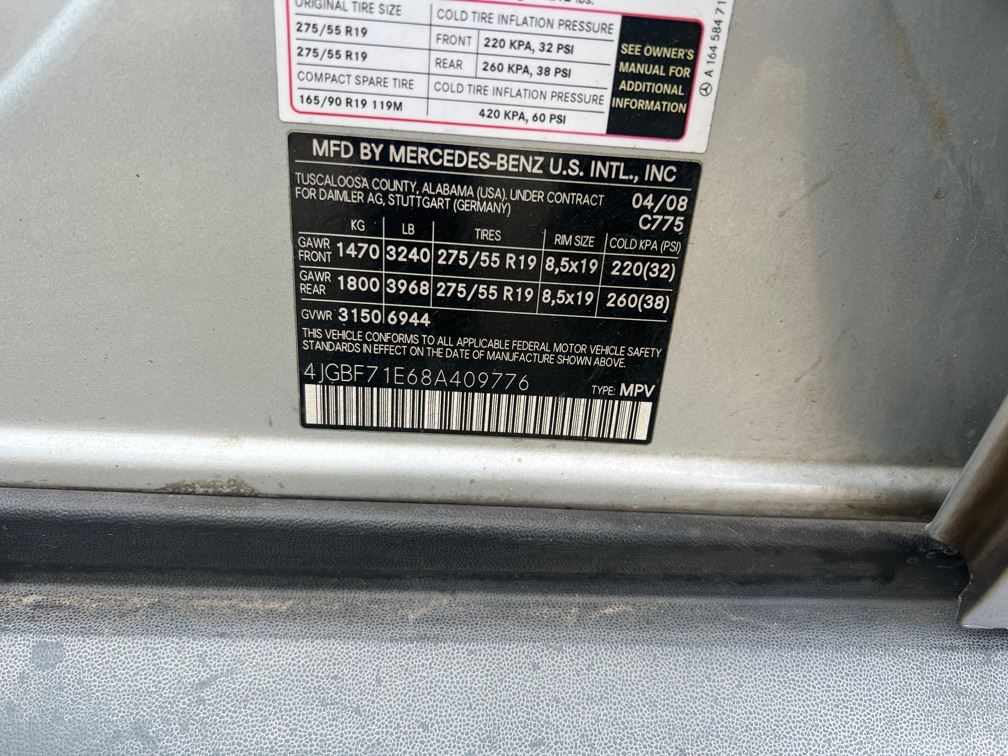 ORIGINAL TIRE SIZE
COLD TIRE INFLATION PRESSURE
275/55 R19
FRONT 220 KPA, 32 PSI
275/55 R19
REAR 260 KPA, 38 PSI
COMPACT SPARE TIRE
COLD TIRE INFLATION PRESSURE
165/90 R19 119M
420 KPA, 60 PSI
SEE OWNER'S
MANUAL FOR
ADDITIONAL
INFORMATION
A 164 584 71
MFD BY MERCEDES-BENZ U.S. INTL., INC
TUSCALOOSA COUNTY, ALABAMA (USA). UNDER CONTRACT
FOR DAIMLER AG, STUTTGART (GERMANY)
04/08
C775
KG LB TIRES RIM SIZE COLD KPA (PSI)
GAWR
FRONT 1470 3240 275/55 R19 8,5x19 220(32)
GAWR
REAR 1800 3968 275/55 R19 8,5x19 260(38)
GVWR 3150 6944
THIS VEHICLE CONFORMS TO ALL APPLICABLE FEDERAL MOTOR VEHICLE SAFETY
STANDARDS IN EFFECT ON THE DATE OF MANUFACTURE SHOWN ABOVE.
4JGBF71E68A409776
TYPE: MPV